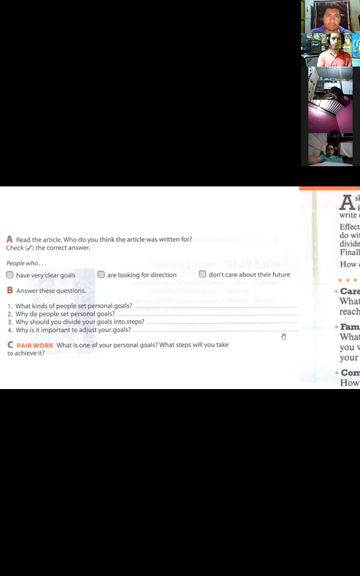 A Read the article. Who do you think the article was written for?
Check (✓) the correct answer.
People who . . .
have very clear goals
are looking for direction
don't care about their future
B Answer these questions.
1. What kinds of people set personal goals?
2. Why do people set personal goals?
3. Why should you divide your goals into steps?
4. Why is it important to adjust your goals?
C PAIR WORK What is one of your personal goals? What steps will you take
to achieve it?
A
write
Effect
do wi
divide
Finall
How
• Care
What
reach
• Fam
What
you
your
• Com
How